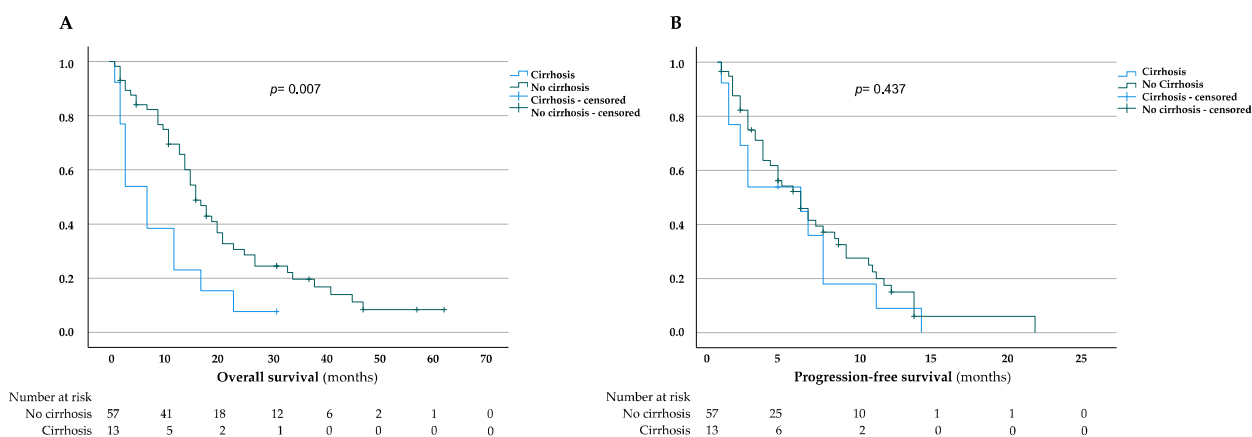 A
1.0
0.8
0.6
0.4
0.2
0.0
p= 0.007
Cirrhosis
No cirrhosis
Cirrhosis - censored
No cirrhosis - censored
0 10 20 30 40 50 60 70
Overall survival (months)
Number at risk
No cirrhosis 57 41 18 12 6 2 1 0
Cirrhosis 13 5 2 1 0 0 0 0
B
1.0
0.8
0.6
0.4
0.2
0.0
p= 0.437
Cirrhosis
No Cirrhosis
Cirrhosis - censored
No cirrhosis - censored
0 5 10 15 20 25
Progression-free survival (months)
Number at risk
No cirrhosis 57 25 10 1 1 0
Cirrhosis 13 6 2 0 0 0